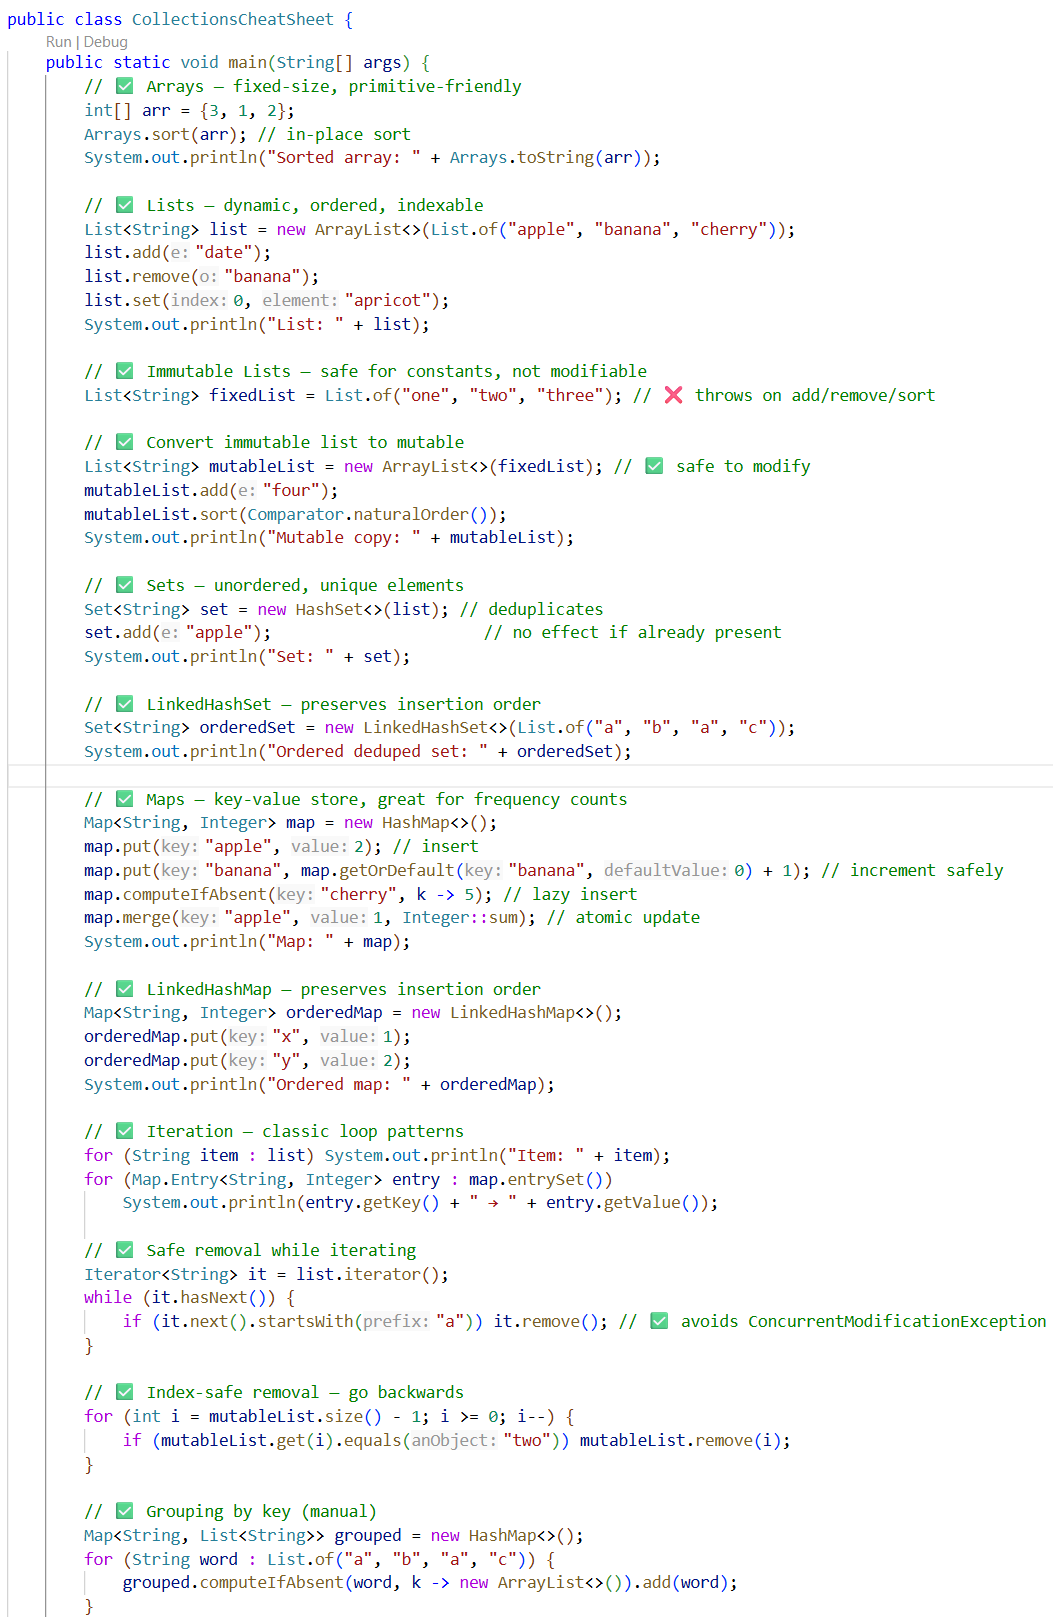 public class CollectionsCheatSheet {
Run | Debug
public static void main(String[] args) {
// ✅ Arrays — fixed-size, primitive-friendly
int[] arr = {3, 1, 2};
Arrays.sort(arr); // in-place sort
System.out.println("Sorted array: " + Arrays.toString(arr));
// ✅ Lists — dynamic, ordered, indexable
List<String> list = new ArrayList<>(List.of("apple", "banana", "cherry"));
list.add(e: "date");
list.remove(o: "banana");
list.set(index: 0, element: "apricot");
System.out.println("List: " + list);
// ✅ Immutable Lists — safe for constants, not modifiable
List<String> fixedList = List.of("one", "two", "three"); // ❌ throws on add/remove/sort
// ✅ Convert immutable list to mutable
List<String> mutableList = new ArrayList<>(fixedList); // ✅ safe to modify
mutableList.add(e: "four");
mutableList.sort(Comparator.naturalOrder());
System.out.println("Mutable copy: " + mutableList);
// ✅ Sets — unordered, unique elements
Set<String> set = new HashSet<>(list); // deduplicates
set.add(e: "apple"); // no effect if already present
System.out.println("Set: " + set);
// ✅ LinkedHashSet — preserves insertion order
Set<String> orderedSet = new LinkedHashSet<>(List.of("a", "b", "a", "c"));
System.out.println("Ordered deduped set: " + orderedSet);
// ✅ Maps — key-value store, great for frequency counts
Map<String, Integer> map = new HashMap<>();
map.put(key: "apple", value: 2); // insert
map.put(key: "banana", map.getOrDefault(key: "banana", defaultValue: 0) + 1); // increment safely
map.computeIfAbsent(key: "cherry", k -> 5); // lazy insert
map.merge(key: "apple", value: 1, Integer::sum); // atomic update
System.out.println("Map: " + map);
// ✅ LinkedHashMap — preserves insertion order
Map<String, Integer> orderedMap = new LinkedHashMap<>();
orderedMap.put(key: "x", value: 1);
orderedMap.put(key: "y", value: 2);
System.out.println("Ordered map: " + orderedMap);
// ✅ Iteration — classic loop patterns
for (String item : list) System.out.println("Item: " + item);
for (Map.Entry<String, Integer> entry : map.entrySet())
System.out.println(entry.getKey() + " → " + entry.getValue());
// ✅ Safe removal while iterating
Iterator<String> it = list.iterator();
while (it.hasNext()) {
if (it.next().startsWith(prefix: "a")) it.remove(); // ✅ avoids ConcurrentModificationException
}
// ✅ Index-safe removal — go backwards
for (int i = mutableList.size() - 1; i >= 0; i--) {
if (mutableList.get(i).equals(anObject: "two")) mutableList.remove(i);
}
// ✅ Grouping by key (manual)
Map<String, List<String>> grouped = new HashMap<>();
for (String word : List.of("a", "b", "a", "c")) {
grouped.computeIfAbsent(word, k -> new ArrayList<>()).add(word);
}